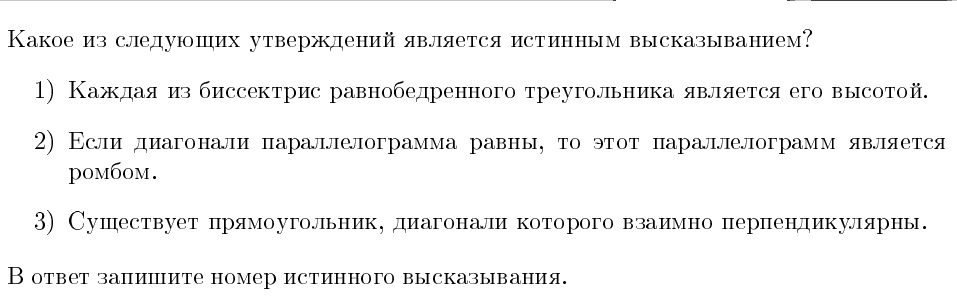 Какое из следующих утверждений является истинным высказыванием?
1) Каждая из биссектрис равнобедренного треугольника является его высотой.
2) Если диагонали параллелограмма равны, то этот параллелограмм является
ромбом.
3) Существует прямоугольник, диагонали которого взаимно перпендикулярны.
В ответ запишите номер истинного высказывания.